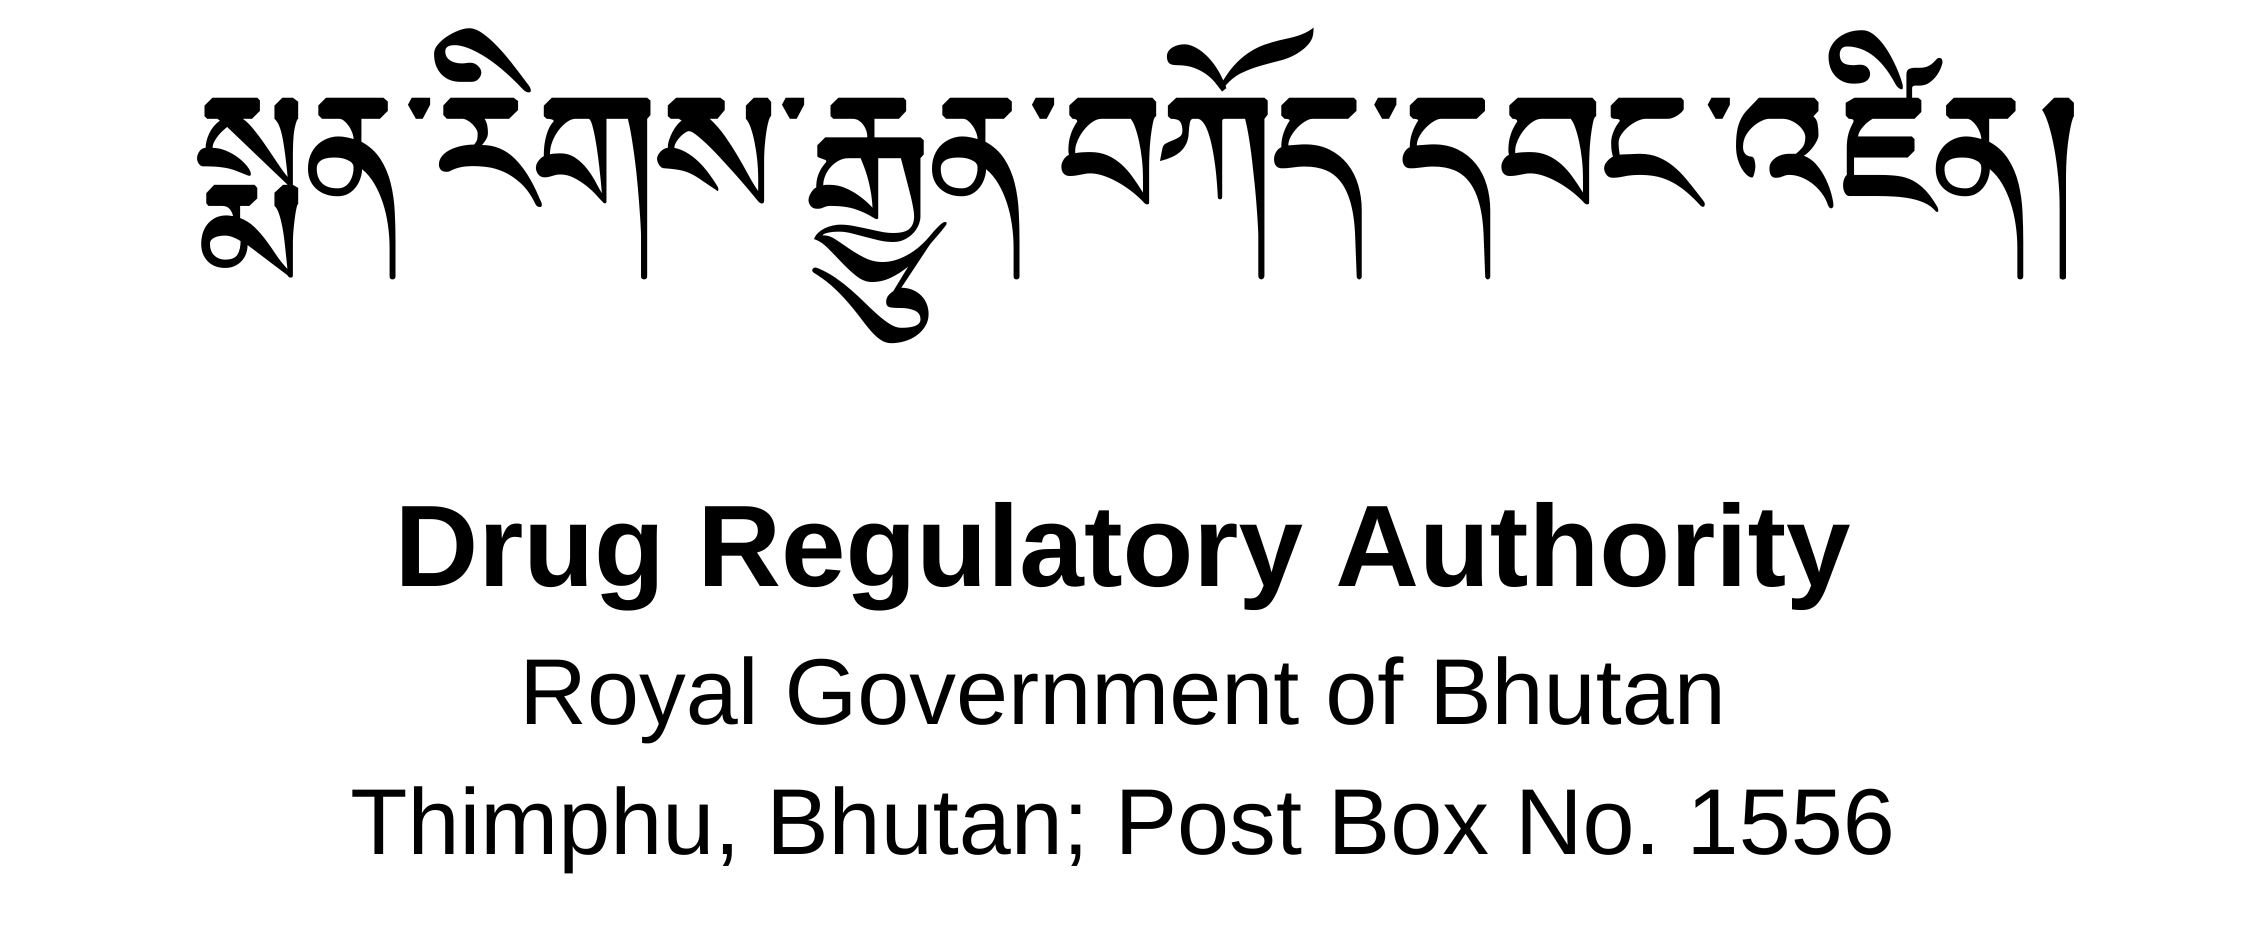 སྨན་རིགས་རྒྱུན་བཀོད་དབང་འཛིན།
Drug Regulatory Authority
Royal Government of Bhutan
Thimphu, Bhutan; Post Box No. 1556